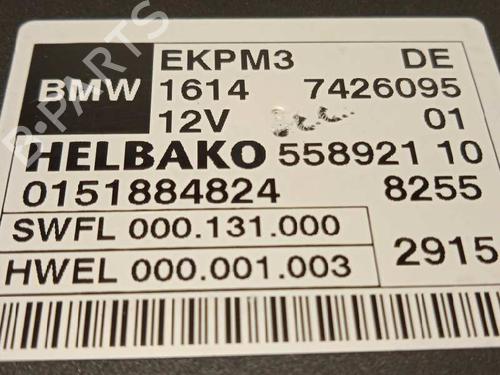 BMW EKPM3 DE
1614 7426095
12V 01
HELBAKO 558921 10
0151884824 8255
SWFL 000.131.000
HWEL 000.001.003 2915
B-PARTS